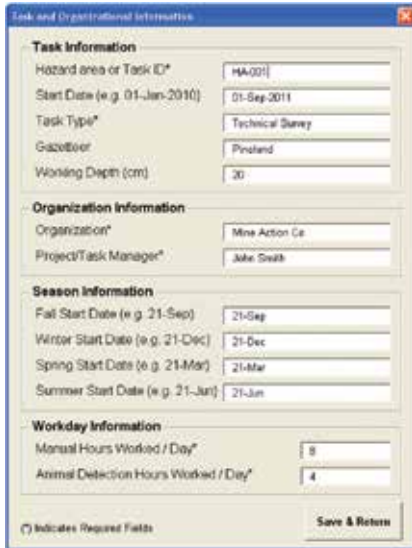 Task and Organizational Information
Task Information
Hazard area or Task ID* HA-001
Start Date (e.g. 01-Jan-2010) 01-Sep-2011
Task Type* Technical Survey
Gazetteer Pineland
Working Depth (cm) 20
Organization Information
Organization* Mine Action Co
Project/Task Manager* John Smith
Season Information
Fall Start Date (e.g. 21-Sep) 21-Sep
Winter Start Date (e.g. 21-Dec) 21-Dec
Spring Start Date (e.g. 21-Mar) 21-Mar
Summer Start Date (e.g. 21-Jun) 21-Jun
Workday Information
Manual Hours Worked / Day* 8
Animal Detection Hours Worked / Day* 4
(*) Indicates Required Fields Save & Return